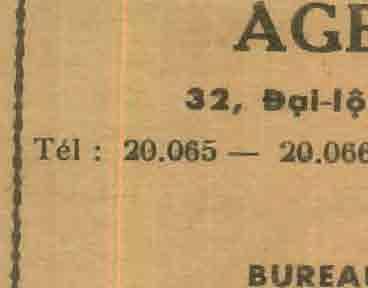 AGE
32, Đại-lộ
Tél : 20.065 — 20.066
BUREAU